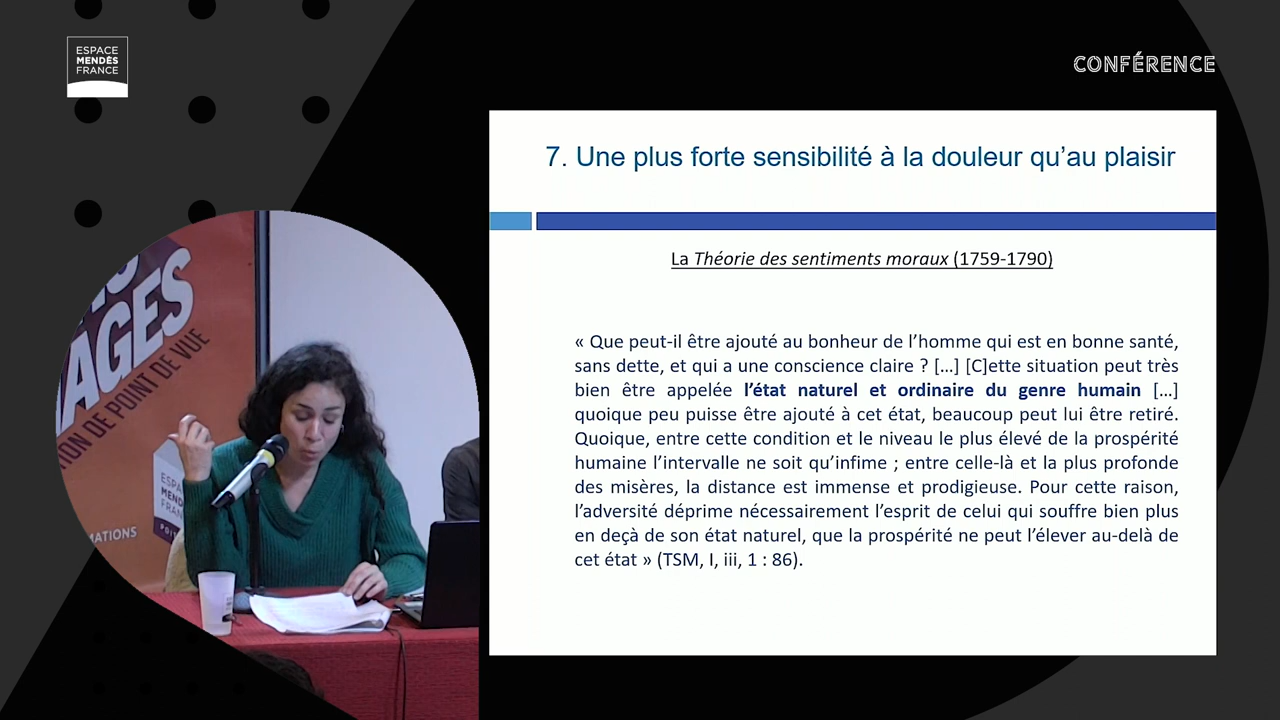 ESPACE
MENDÈS
FRANCE
CONFÉRENCE
7. Une plus forte sensibilité à la douleur qu’au plaisir
La Théorie des sentiments moraux (1759-1790)
« Que peut-il être ajouté au bonheur de l’homme qui est en bonne santé,
sans dette, et qui a une conscience claire ? […] [C]ette situation peut très
bien être appelée l’état naturel et ordinaire du genre humain […]
quoique peu puisse être ajouté à cet état, beaucoup peut lui être retiré.
Quoique, entre cette condition et le niveau le plus élevé de la prospérité
humaine l’intervalle ne soit qu’infime ; entre celle-là et la plus profonde
des misères, la distance est immense et prodigieuse. Pour cette raison,
l’adversité déprime nécessairement l’esprit de celui qui souffre bien plus
en deçà de son état naturel, que la prospérité ne peut l’élever au-delà de
cet état » (TSM, I, iii, 1 : 86).
AGES
DE POINT DE VUE